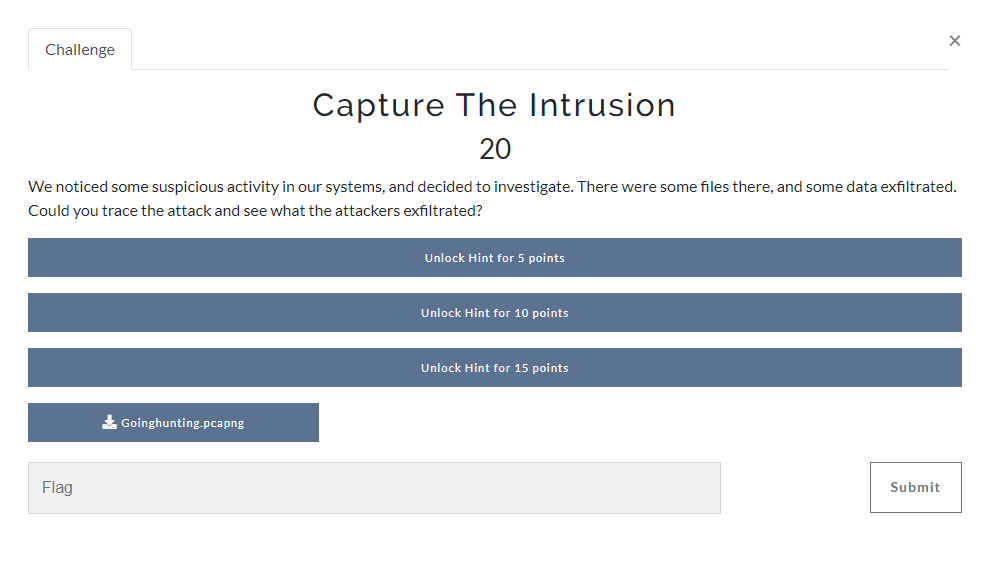 Challenge
×
Capture The Intrusion
20
We noticed some suspicious activity in our systems, and decided to investigate. There were some files there, and some data exfiltrated.
Could you trace the attack and see what the attackers exfiltrated?
Unlock Hint for 5 points
Unlock Hint for 10 points
Unlock Hint for 15 points
Goinghunting.pcapng
Flag
Submit